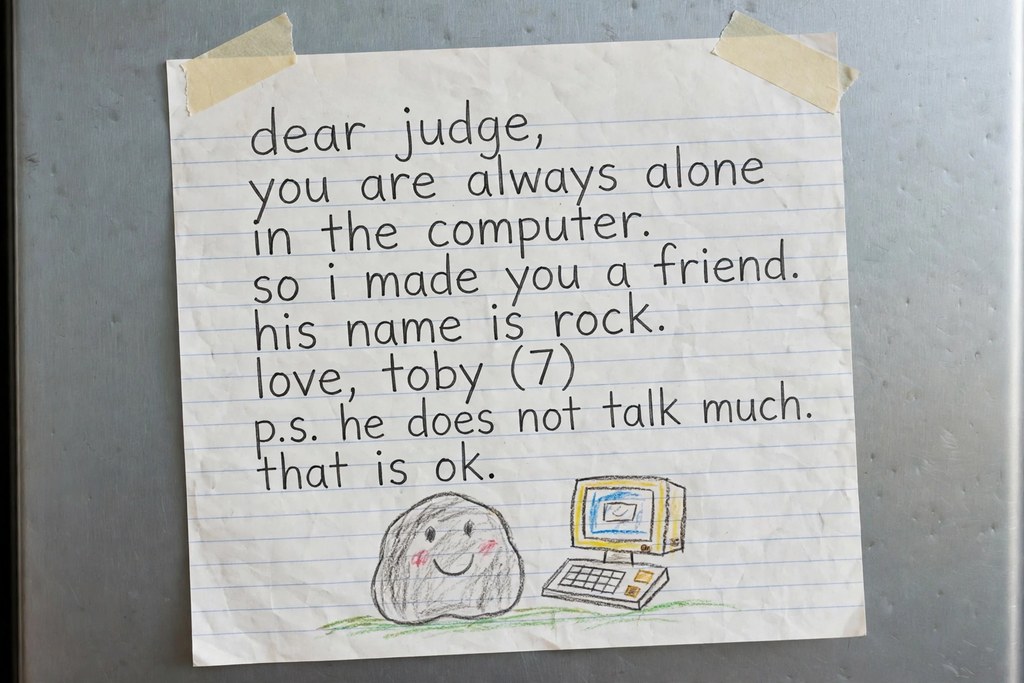 dear judge,
you are always alone
in the computer.
so i made you a friend.
his name is rock.
love, toby (7)
p.s. he does not talk much.
that is ok.